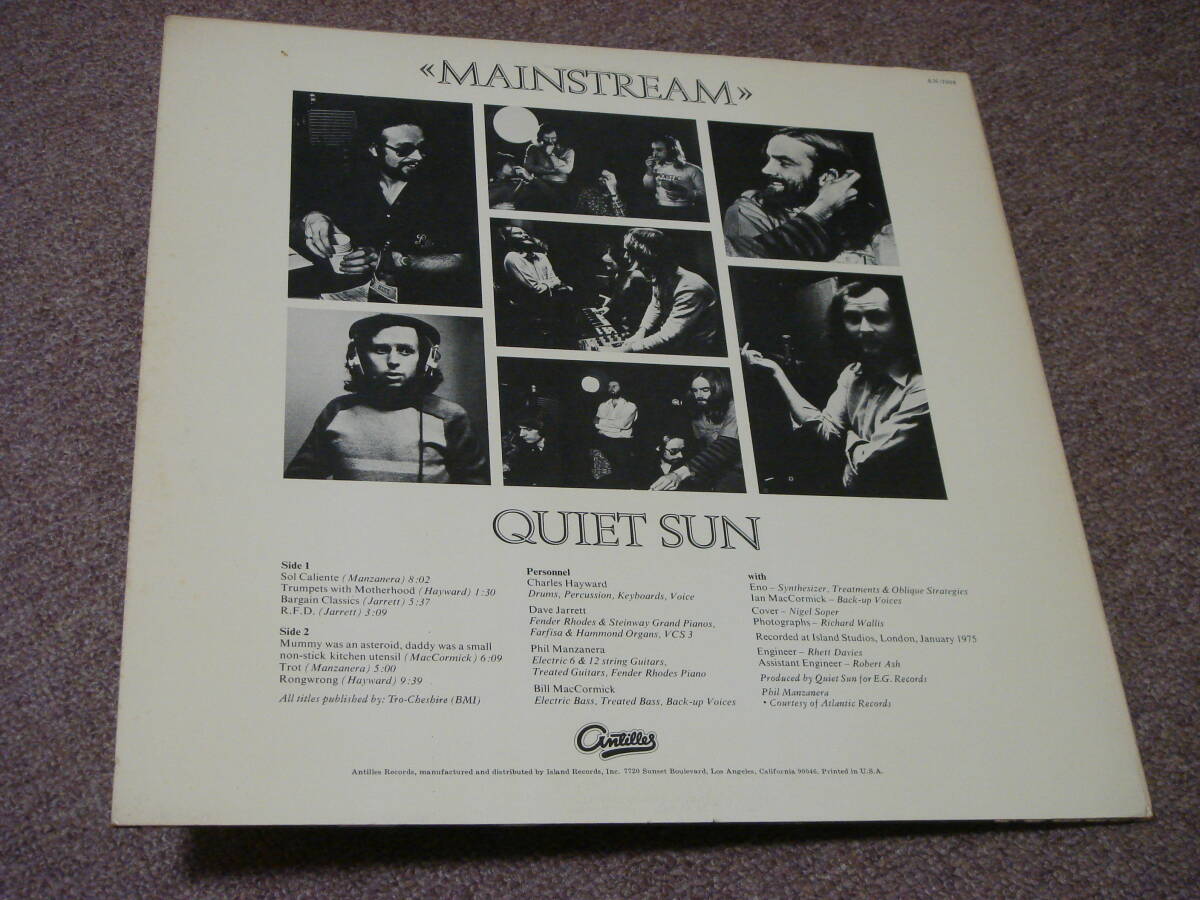 «MAINSTREAM»
QUIET SUN
Side 1
Sol Caliente (Manzanera) 8:02
Trumpets with Motherhood (Hayward) 1:30
Bargain Classics (Jarrett) 5:37
R.F.D. (Jarrett) 3:09
Side 2
Mummy was an asteroid, daddy was a small
non-stick kitchen utensil (MacCormick) 6:09
Trot (Manzanera) 5:00
Rongwrong (Hayward) 9:39
All titles published by: Tro-Cheshire (BMI)
Personnel
Charles Hayward
Drums, Percussion, Keyboards, Voice
Dave Jarrett
Fender Rhodes & Steinway Grand Pianos,
Farfisa & Hammond Organs, VCS 3
Phil Manzanera
Electric 6 & 12 string Guitars,
Treated Guitars, Fender Rhodes Piano
Bill MacCormick
Electric Bass, Treated Bass, Back-up Voices
with
Eno – Synthesizer, Treatments & Oblique Strategies
Ian MacCormick – Back-up Voices
Cover – Nigel Soper
Photographs – Richard Wallis
Recorded at Island Studios, London, January 1975
Engineer – Rhett Davies
Assistant Engineer – Robert Ash
Produced by Quiet Sun for E.G. Records
Phil Manzanera
• Courtesy of Atlantic Records
antilles
Antilles Records, manufactured and distributed by Island Records, Inc. 7720 Sunset Boulevard, Los Angeles, California 90046. Printed in U.S.A.